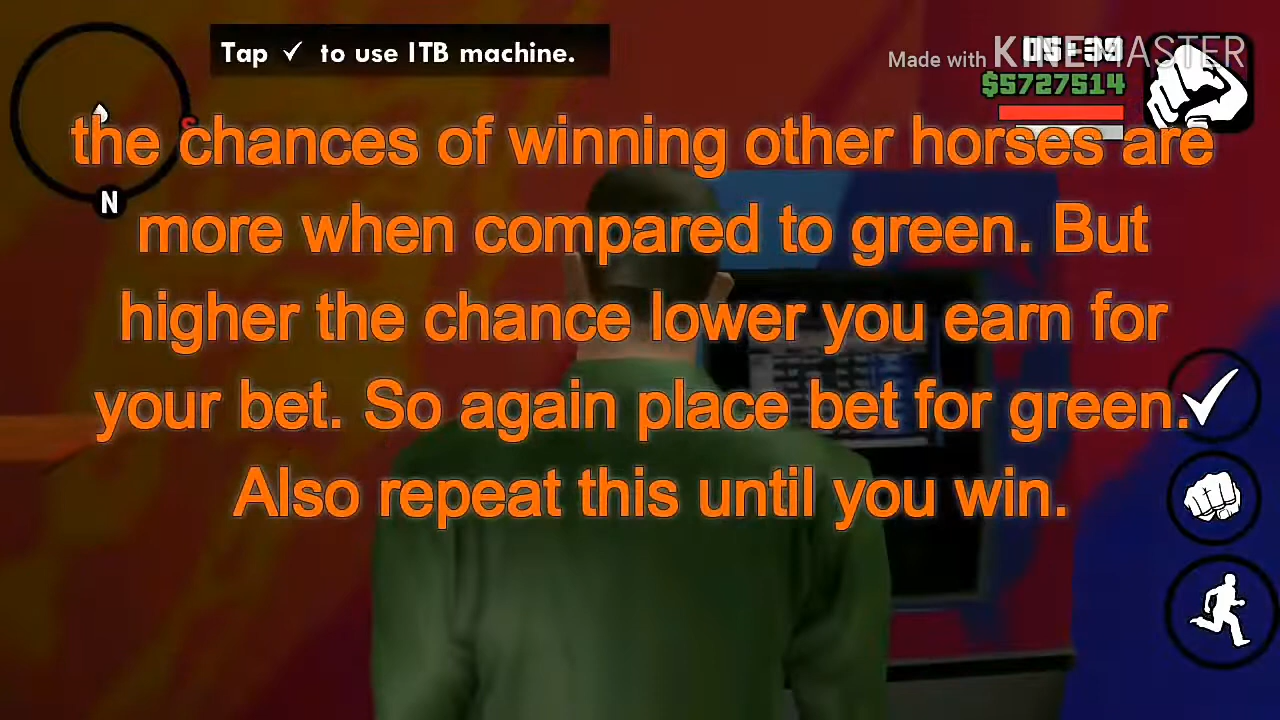 Tap ✓ to use ITB machine.
Made with KINEMASTER
05:39
$5727514
N
the chances of winning other horses are
more when compared to green. But
higher the chance lower you earn for
your bet. So again place bet for green.
Also repeat this until you win.